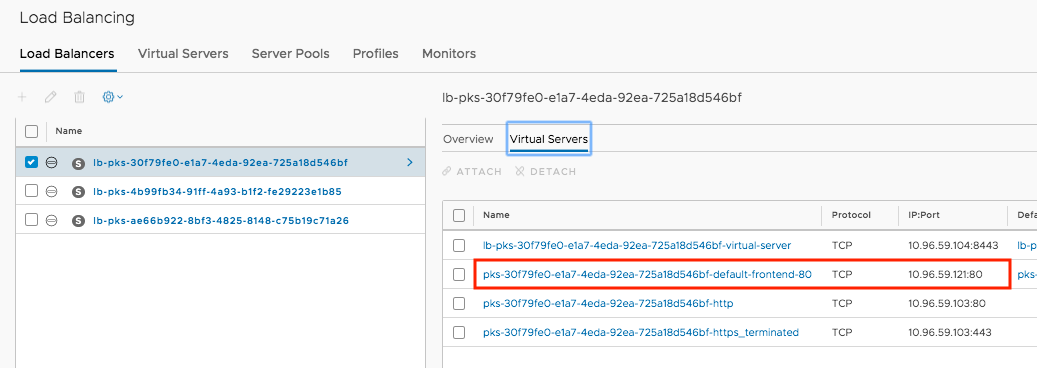 Load Balancing
Load Balancers Virtual Servers Server Pools Profiles Monitors
lb-pks-30f79fe0-e1a7-4eda-92ea-725a18d546bf
Name
S lb-pks-30f79fe0-e1a7-4eda-92ea-725a18d546bf
S lb-pks-4b99fb34-91ff-4a93-b1f2-fe29223e1b85
S lb-pks-ae66b922-8bf3-4825-8148-c75b19c71a26
Overview Virtual Servers
ATTACH DETACH
Name Protocol IP:Port Defa
lb-pks-30f79fe0-e1a7-4eda-92ea-725a18d546bf-virtual-server TCP 10.96.59.104:8443 lb-p
pks-30f79fe0-e1a7-4eda-92ea-725a18d546bf-default-frontend-80 TCP 10.96.59.121:80 pks-
pks-30f79fe0-e1a7-4eda-92ea-725a18d546bf-http TCP 10.96.59.103:80
pks-30f79fe0-e1a7-4eda-92ea-725a18d546bf-https_terminated TCP 10.96.59.103:443